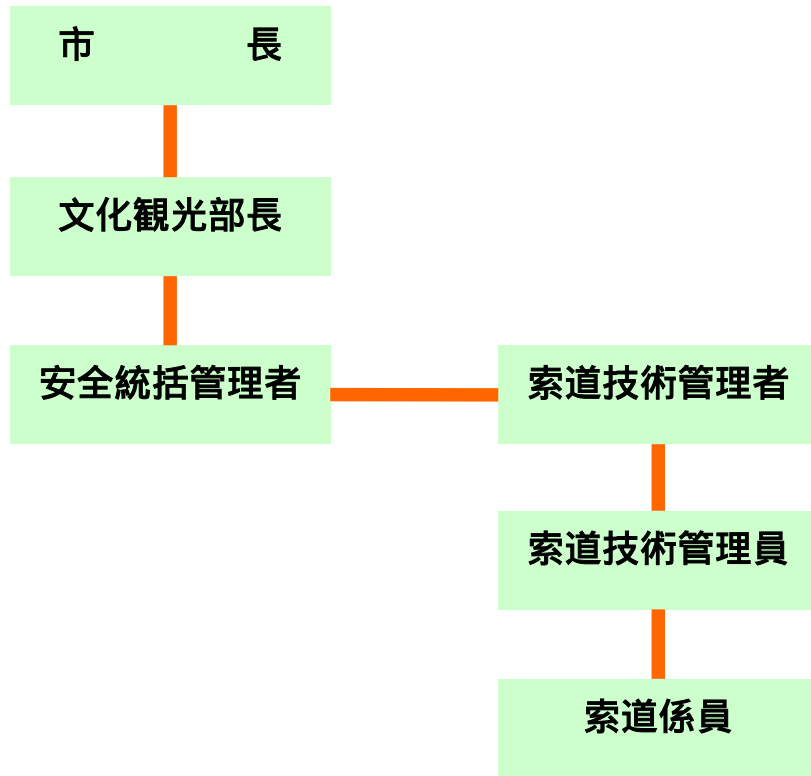 市　　　　長
文化観光部長
安全統括管理者
索道技術管理者
索道技術管理員
索道係員